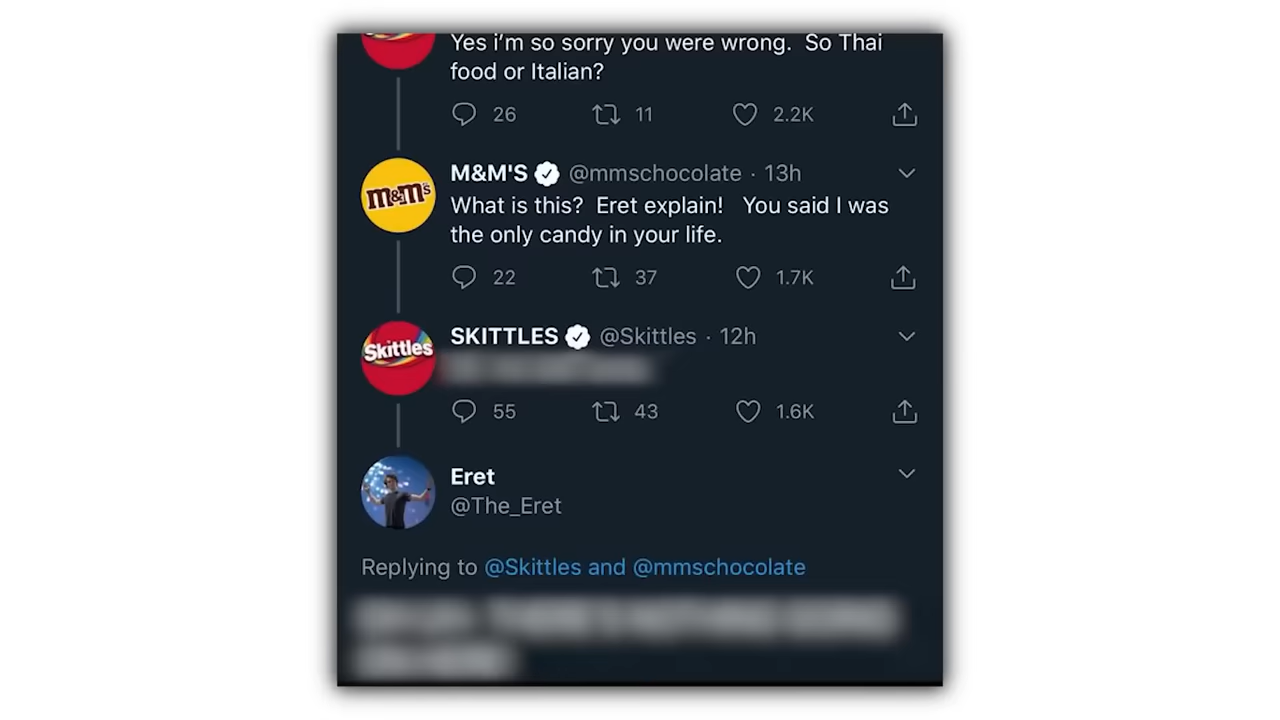 Yes i'm so sorry you were wrong.  So Thai
food or Italian?
26 11 2.2K
M&M'S @mmschocolate · 13h
m&m's
What is this?  Eret explain!   You said I was
the only candy in your life.
22 37 1.7K
SKITTLES @Skittles · 12h
Skittles
55 43 1.6K
Eret
@The_Eret
Replying to @Skittles and @mmschocolate